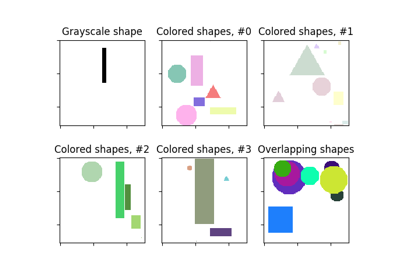 Grayscale shape
Colored shapes, #0
Colored shapes, #1
Colored shapes, #2
Colored shapes, #3
Overlapping shapes